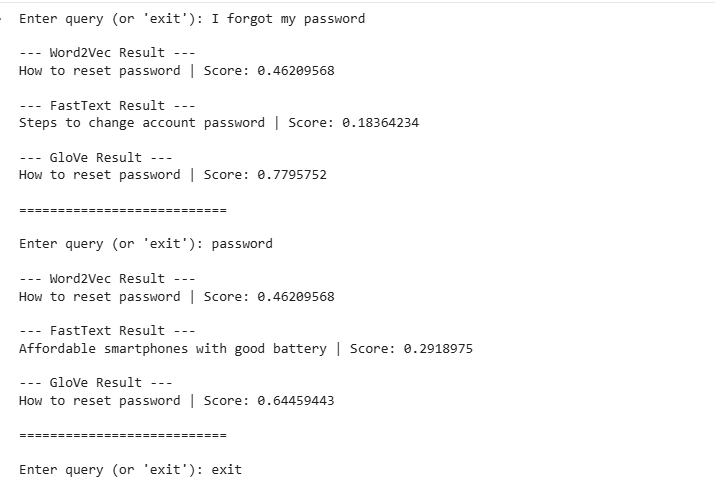 Enter query (or 'exit'): I forgot my password
--- Word2Vec Result ---
How to reset password | Score: 0.46209568
--- FastText Result ---
Steps to change account password | Score: 0.18364234
--- GloVe Result ---
How to reset password | Score: 0.7795752
===========================
Enter query (or 'exit'): password
--- Word2Vec Result ---
How to reset password | Score: 0.46209568
--- FastText Result ---
Affordable smartphones with good battery | Score: 0.2918975
--- GloVe Result ---
How to reset password | Score: 0.64459443
===========================
Enter query (or 'exit'): exit